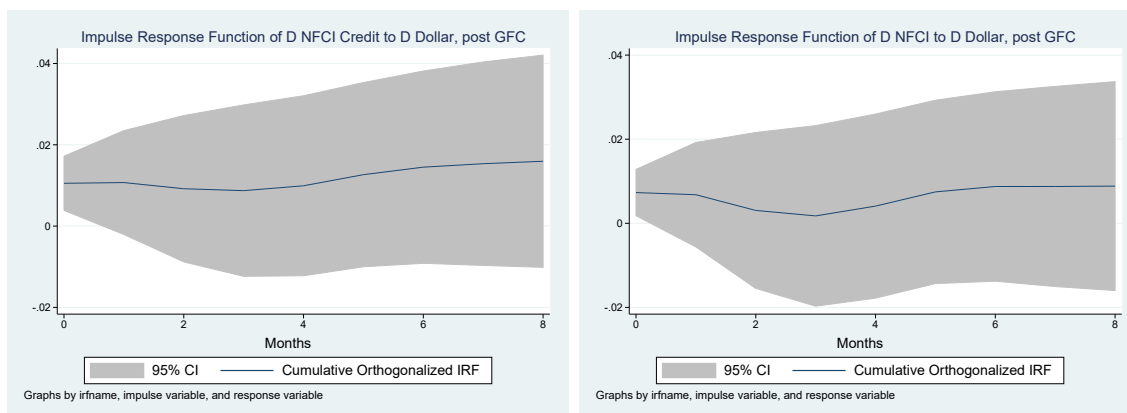 Impulse Response Function of D NFCI Credit to D Dollar, post GFC
.04
.02
0
-.02
0 2 4 6 8
Months
95% CI Cumulative Orthogonalized IRF
Graphs by irfname, impulse variable, and response variable
Impulse Response Function of D NFCI to D Dollar, post GFC
.04
.02
0
-.02
0 2 4 6 8
Months
95% CI Cumulative Orthogonalized IRF
Graphs by irfname, impulse variable, and response variable